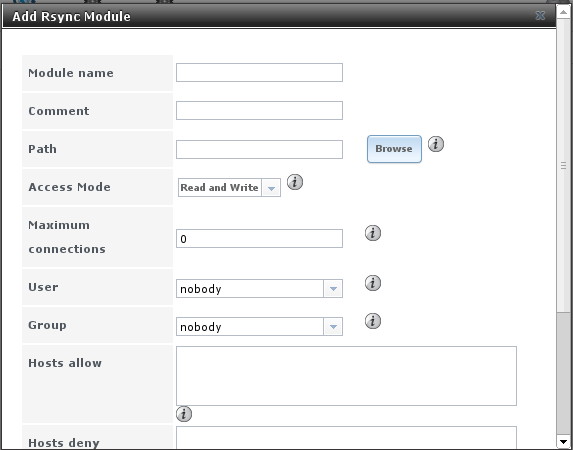 Add Rsync Module
Module name
Comment
Path
Browse
i
Access Mode
Read and Write
i
Maximum
connections
0
i
User
nobody
i
Group
nobody
i
Hosts allow
i
Hosts deny